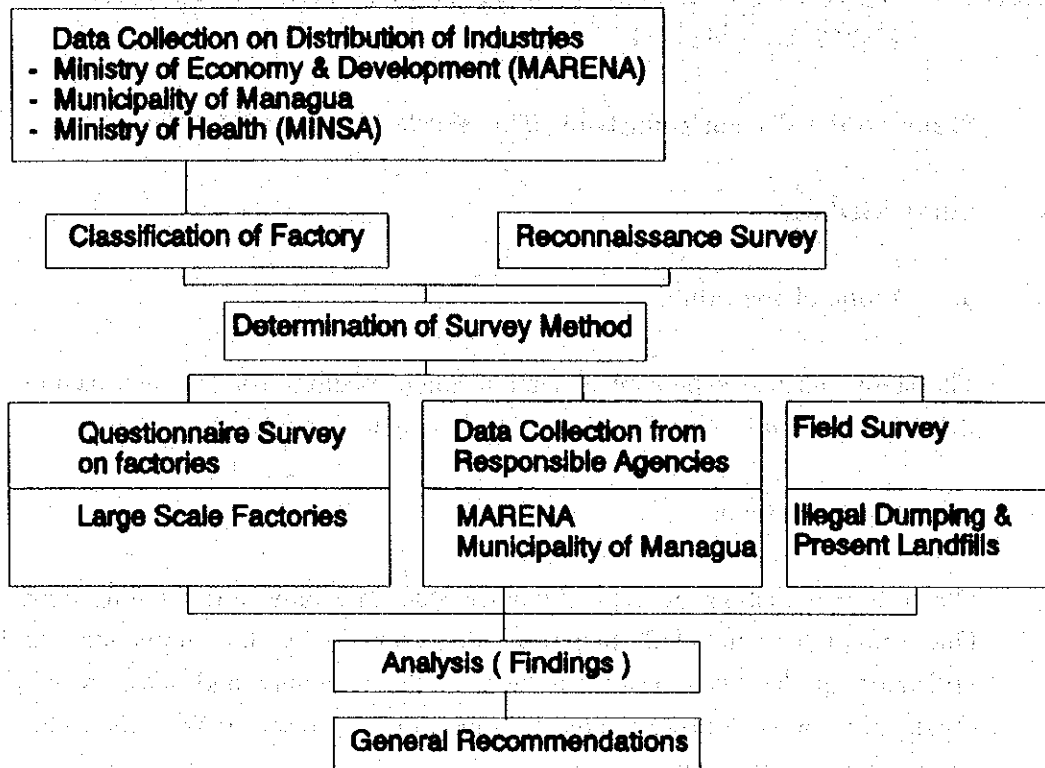 Data Collection on Distribution of Industries
- Ministry of Economy & Development (MARENA)
- Municipality of Managua
- Ministry of Health (MINSA)
Classification of Factory
Reconnaissance Survey
Determination of Survey Method
Questionnaire Survey
on factories
Large Scale Factories
Data Collection from
Responsible Agencies
MARENA
Municipality of Managua
Field Survey
Illegal Dumping &
Present Landfills
Analysis ( Findings )
General Recommendations